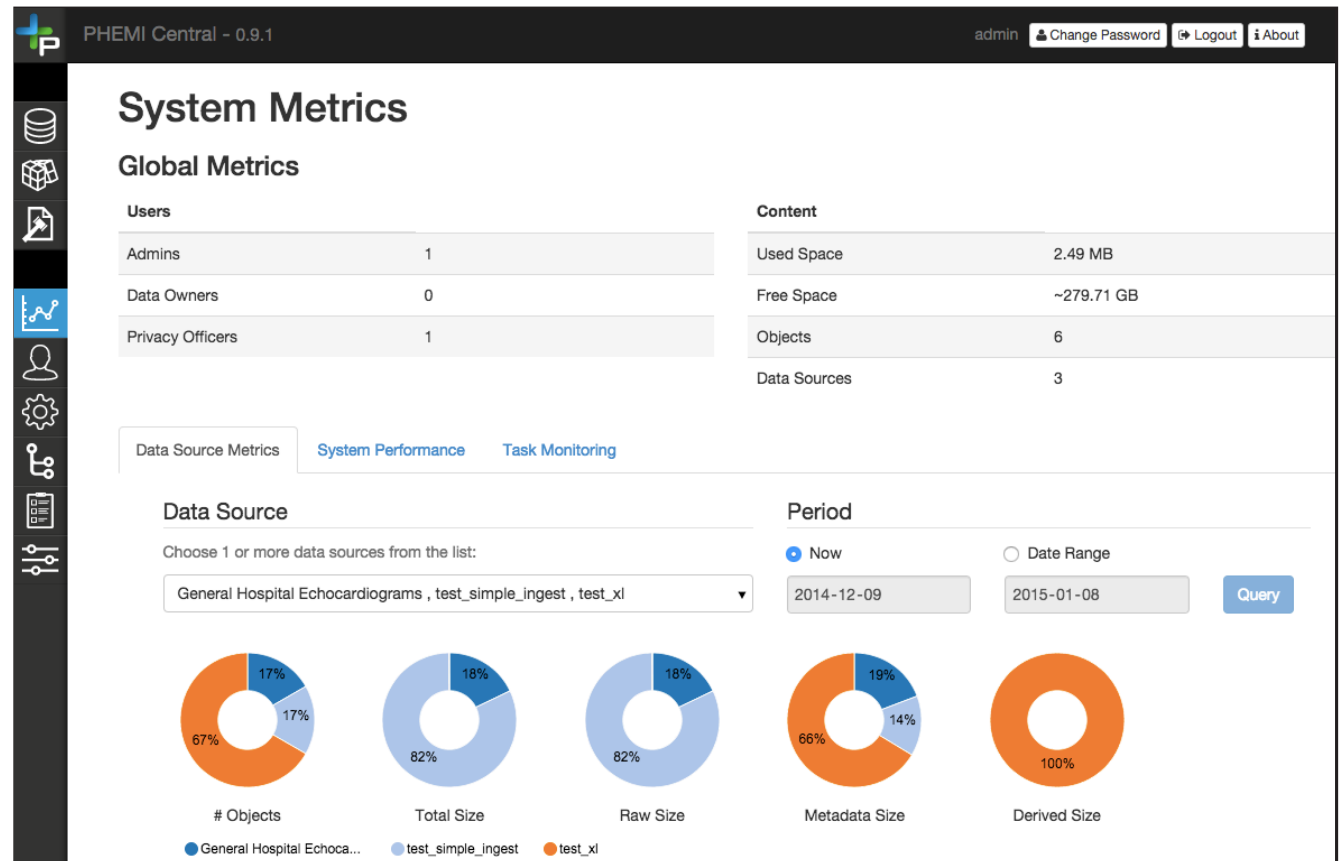 PHEMI Central - 0.9.1 admin Change Password Logout i About
System Metrics
Global Metrics
Users Content
Admins 1 Used Space 2.49 MB
Data Owners 0 Free Space ~279.71 GB
Privacy Officers 1 Objects 6
Data Sources 3
Data Source Metrics System Performance Task Monitoring
Data Source Period
Choose 1 or more data sources from the list: Now Date Range
General Hospital Echocardiograms , test_simple_ingest , test_xl 2014-12-09 2015-01-08 Query
17% 18% 18% 19%
17% 14%
67% 82% 82% 66% 100%
# Objects Total Size Raw Size Metadata Size Derived Size
General Hospital Echoca... test_simple_ingest test_xl